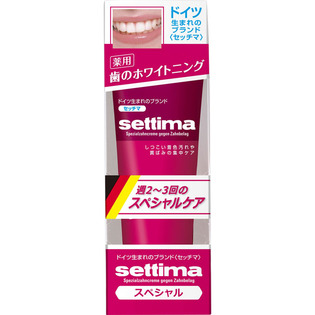 ドイツ
生まれの
ブランド
〈セッチマ〉
薬用
歯のホワイトニング
ドイツ生まれのブランド
セッチマ
settima
Spezialzahncreme gegen Zahnbelag
しつこい着色汚れや
黄ばみの集中ケア
週2〜3回の
スペシャルケア
ドイツ生まれのブランド〈セッチマ〉
settima
Spezialzahncreme gegen Zahnbelag
スペシャル